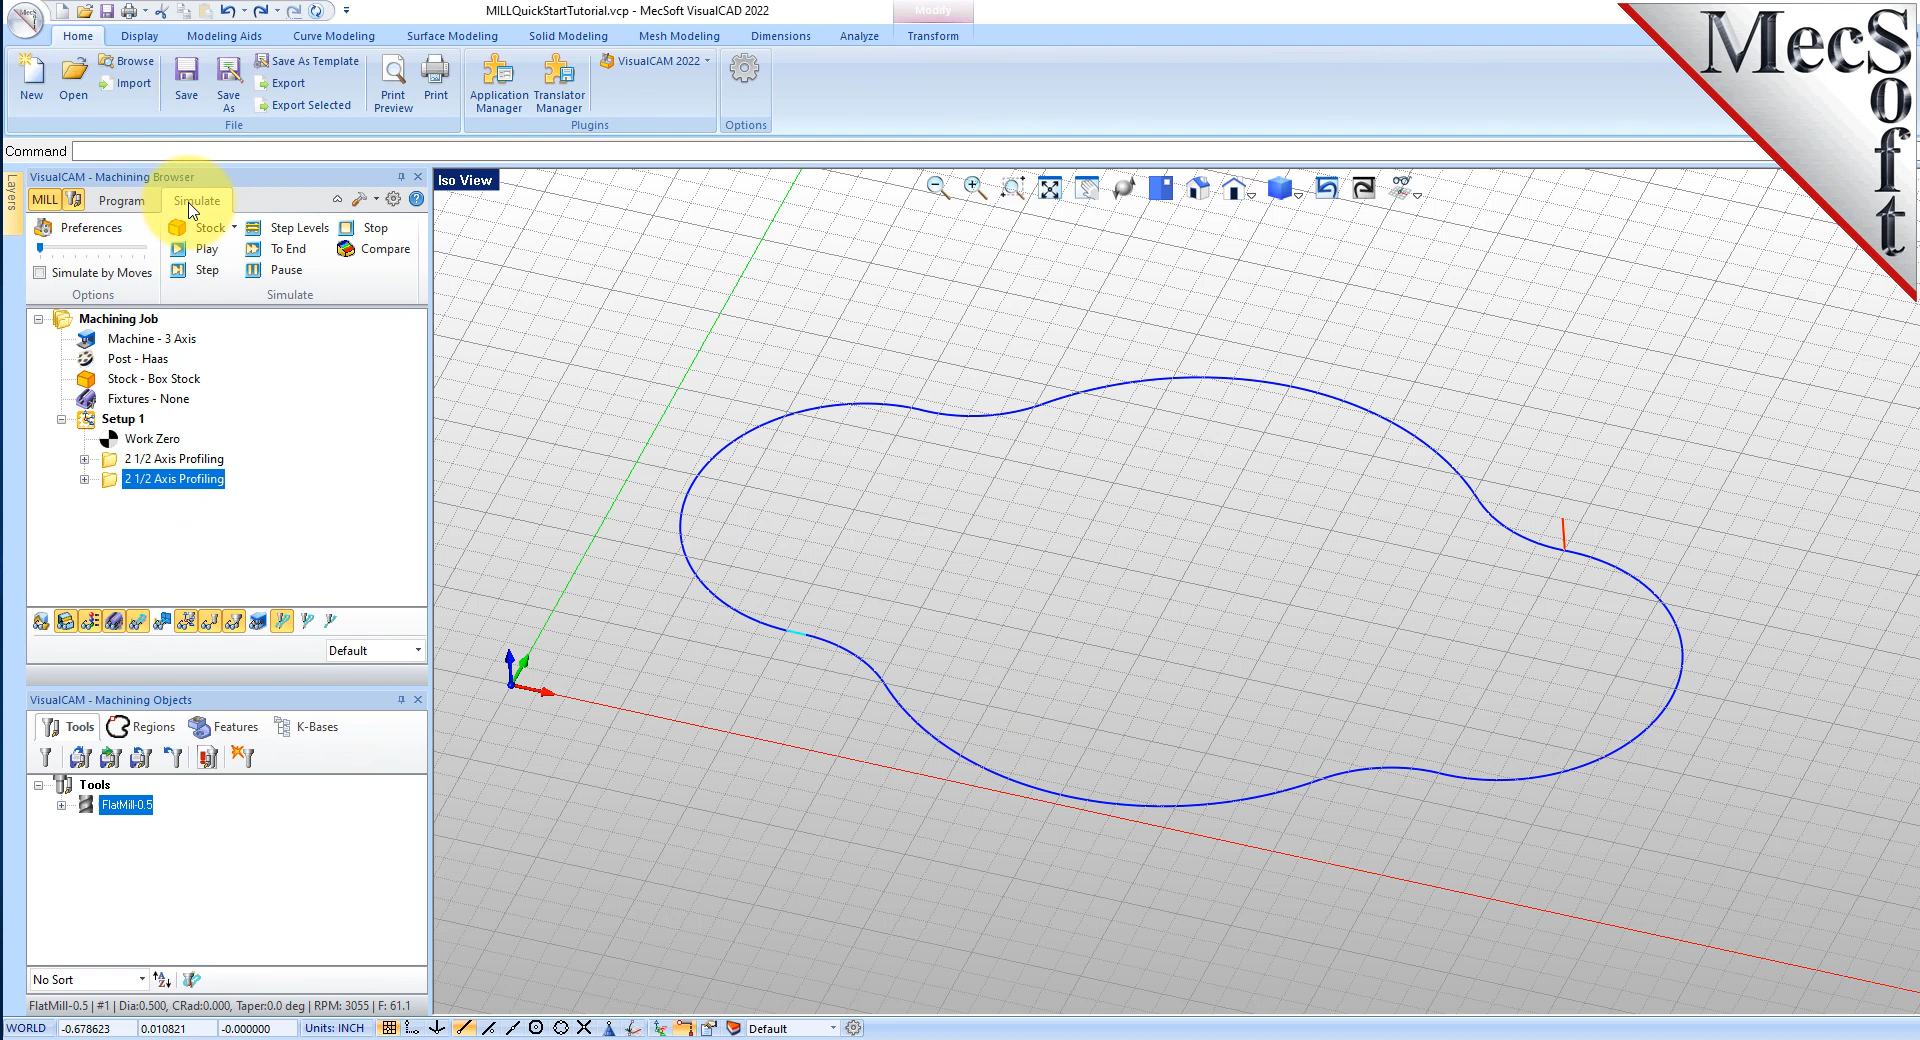 MecS
MILLQuickStartTutorial.vcp - MecSoft VisualCAD 2022
Modify
Home Display Modeling Aids Curve Modeling Surface Modeling Solid Modeling Mesh Modeling Dimensions Analyze Transform
New Open Browse Import Save Save As Save As Template Export Export Selected Print Preview Print Application Manager Translator Manager VisualCAM 2022
File Plugins Options
MecSoft
Command
Layers
VisualCAM - Machining Browser
MILL Program Simulate
Preferences Stock Step Levels Stop
Play To End Compare
Simulate by Moves Step Pause
Options Simulate
Machining Job
Machine - 3 Axis
Post - Haas
Stock - Box Stock
Fixtures - None
Setup 1
Work Zero
2 1/2 Axis Profiling
2 1/2 Axis Profiling
Default
Iso View
VisualCAM - Machining Objects
Tools Regions Features K-Bases
Tools
FlatMill-0.5
No Sort
FlatMill-0.5 | #1 | Dia:0.500, CRad:0.000, Taper:0.0 deg | RPM: 3055 | F: 61.1
WORLD -0.678623 0.010821 -0.000000 Units: INCH Default